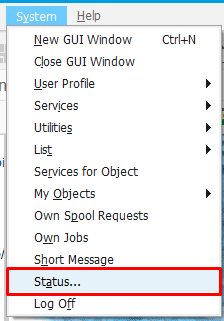 System Help
New GUI Window Ctrl+N
Close GUI Window
User Profile
Services
Utilities
List
Services for Object
My Objects
Own Spool Requests
Own Jobs
Short Message
Status...
Log Off